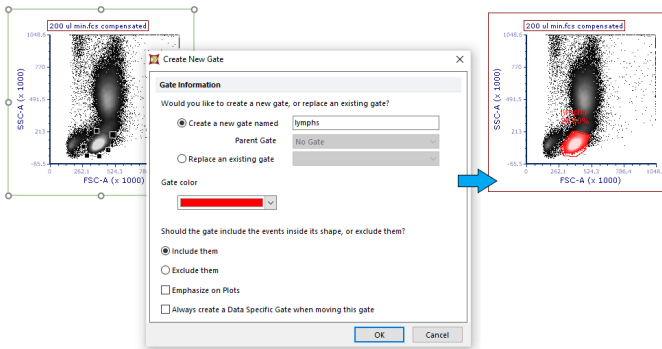 200 ul min.fcs compensated
1048,6
770
491,5
213
-65,5
SSC-A (x 1000)
0 262,1 524,3 786
FSC-A (x 1000)
Create New Gate
Gate Information
Would you like to create a new gate, or replace an existing gate?
Create a new gate named
lymphs
Parent Gate
No Gate
Replace an existing gate
Gate color
Should the gate include the events inside its shape, or exclude them?
Include them
Exclude them
Emphasize on Plots
Always create a Data Specific Gate when moving this gate
OK
Cancel
200 ul min.fcs compensated
1048,6
770
491,5
213
-65,5
SSC-A (x 1000)
lymphs
0 262,1 524,3 786,4 1048,
FSC-A (x 1000)